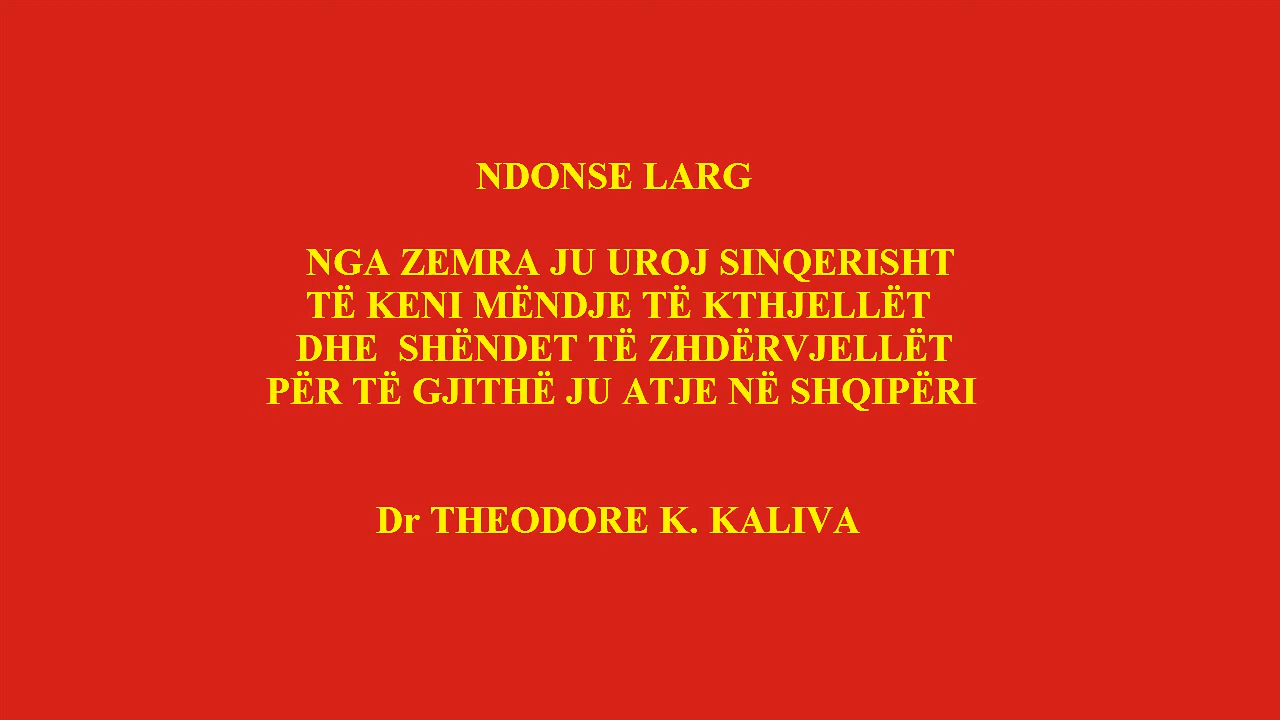 NDONSE LARG
NGA ZEMRA JU UROJ SINQERISHT
TË KENI MËNDJE TË KTHJELLËT
DHE  SHËNDET TË ZHDËRVJELLËT
PËR TË GJITHË JU ATJE NË SHQIPËRI
Dr THEODORE K. KALIVA